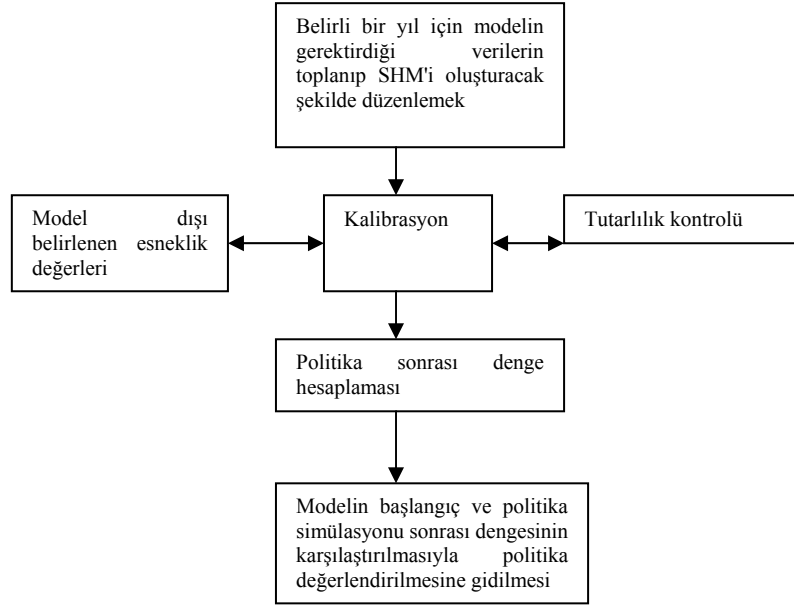 Belirli bir yıl için modelin
gerektirdiği verilerin
toplanıp SHM'i oluşturacak
şekilde düzenlemek
Model dışı
belirlenen esneklik
değerleri
Kalibrasyon
Tutarlılık kontrolü
Politika sonrası denge
hesaplaması
Modelin başlangıç ve politika
simülasyonu sonrası dengesinin
karşılaştırılmasıyla politika
değerlendirilmesine gidilmesi